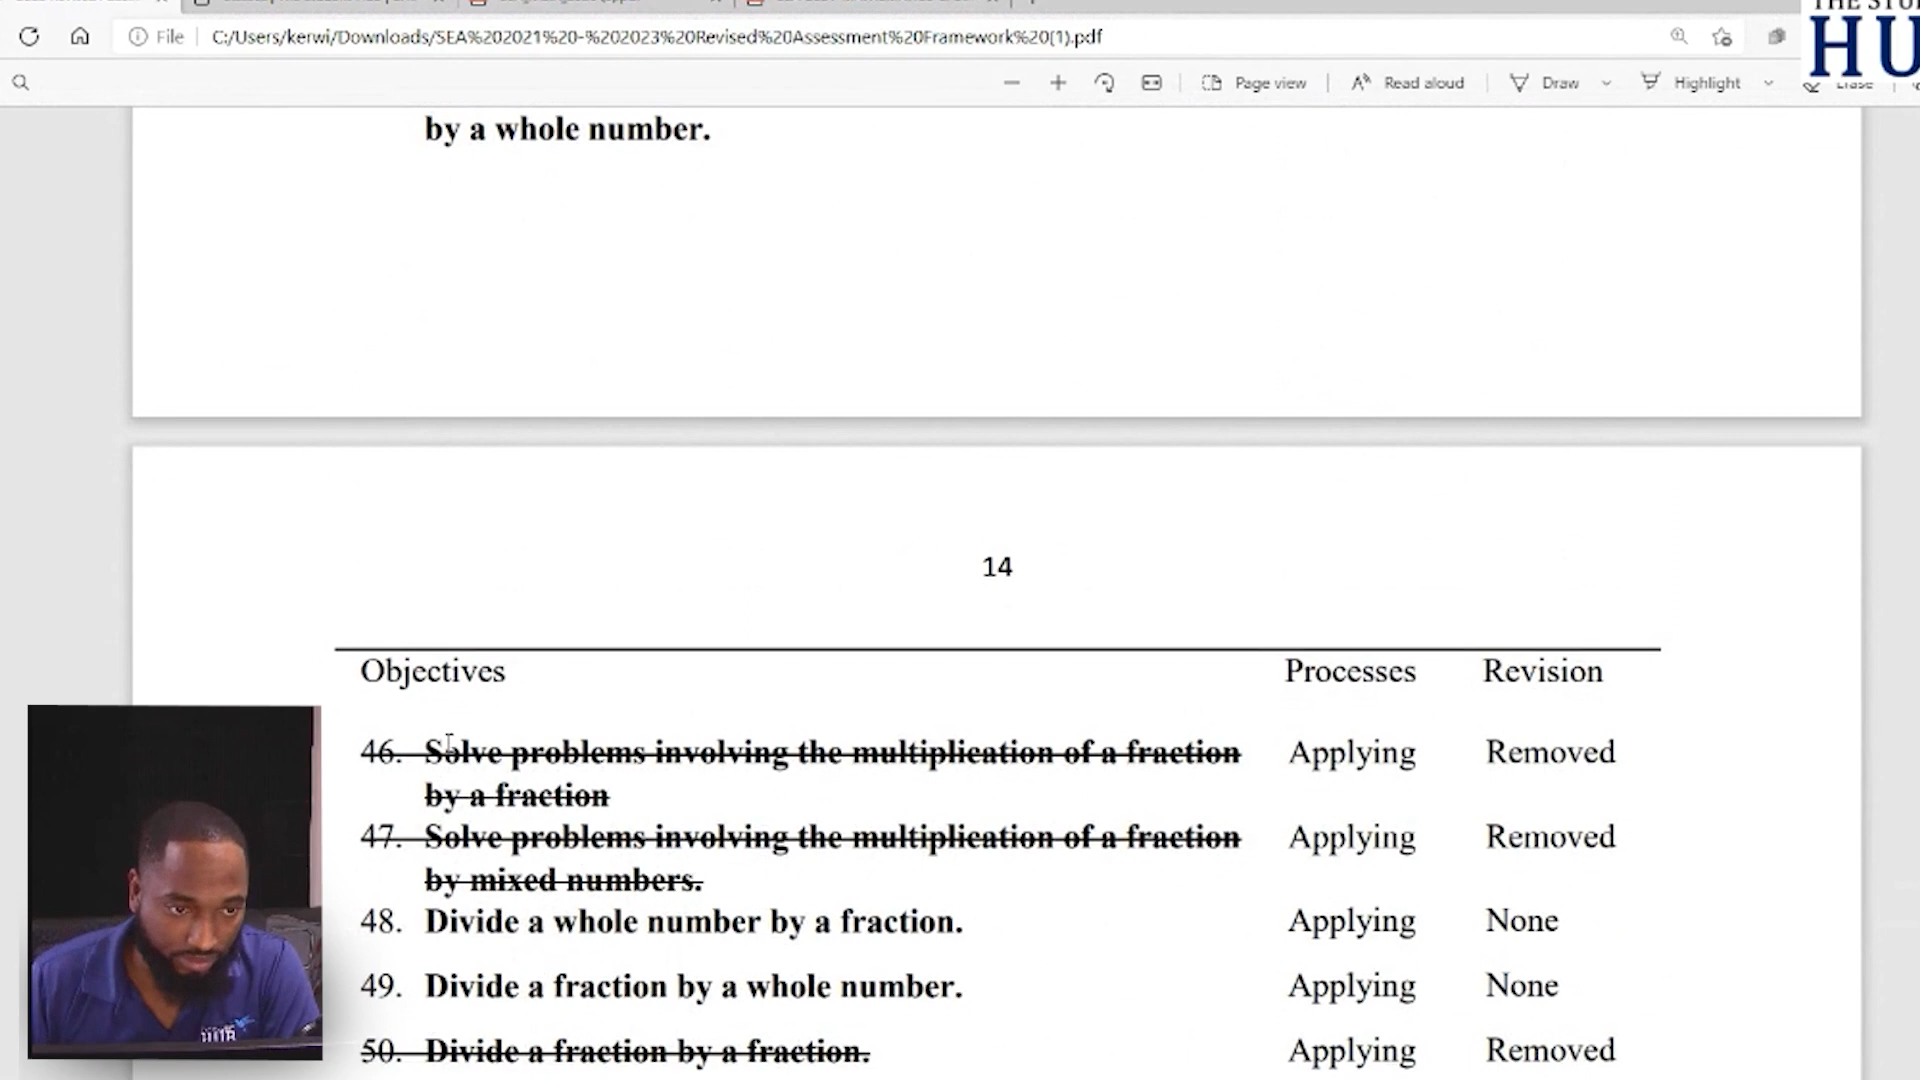 THE STU
HU
File
C:/Users/kerwi/Downloads/SEA%202021%20-%202023%20Revised%20Assessment%20Framework%20(1).pdf
Page view
Read aloud
Draw
Highlight
Erase
by a whole number.
14
Objectives Processes Revision
46. Solve problems involving the multiplication of a fraction Applying Removed
by a fraction
47. Solve problems involving the multiplication of a fraction Applying Removed
by mixed numbers.
48. Divide a whole number by a fraction. Applying None
49. Divide a fraction by a whole number. Applying None
50. Divide a fraction by a fraction. Applying Removed
HUB